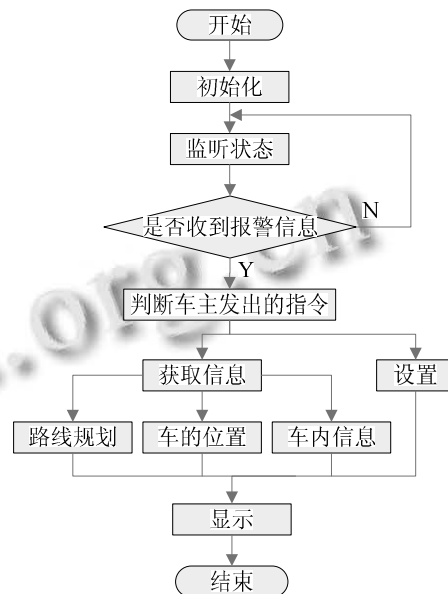 开始
初始化
监听状态
是否收到报警信息
N
Y
判断车主发出的指令
获取信息
设置
路线规划
车的位置
车内信息
显示
结束
.org.cn